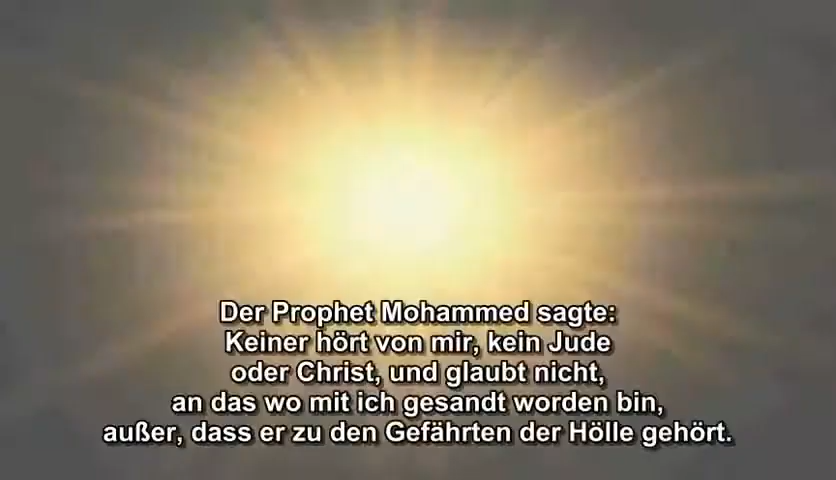 Der Prophet Mohammed sagte:
Keiner hört von mir, kein Jude
oder Christ, und glaubt nicht,
an das wo mit ich gesandt worden bin,
außer, dass er zu den Gefährten der Hölle gehört.